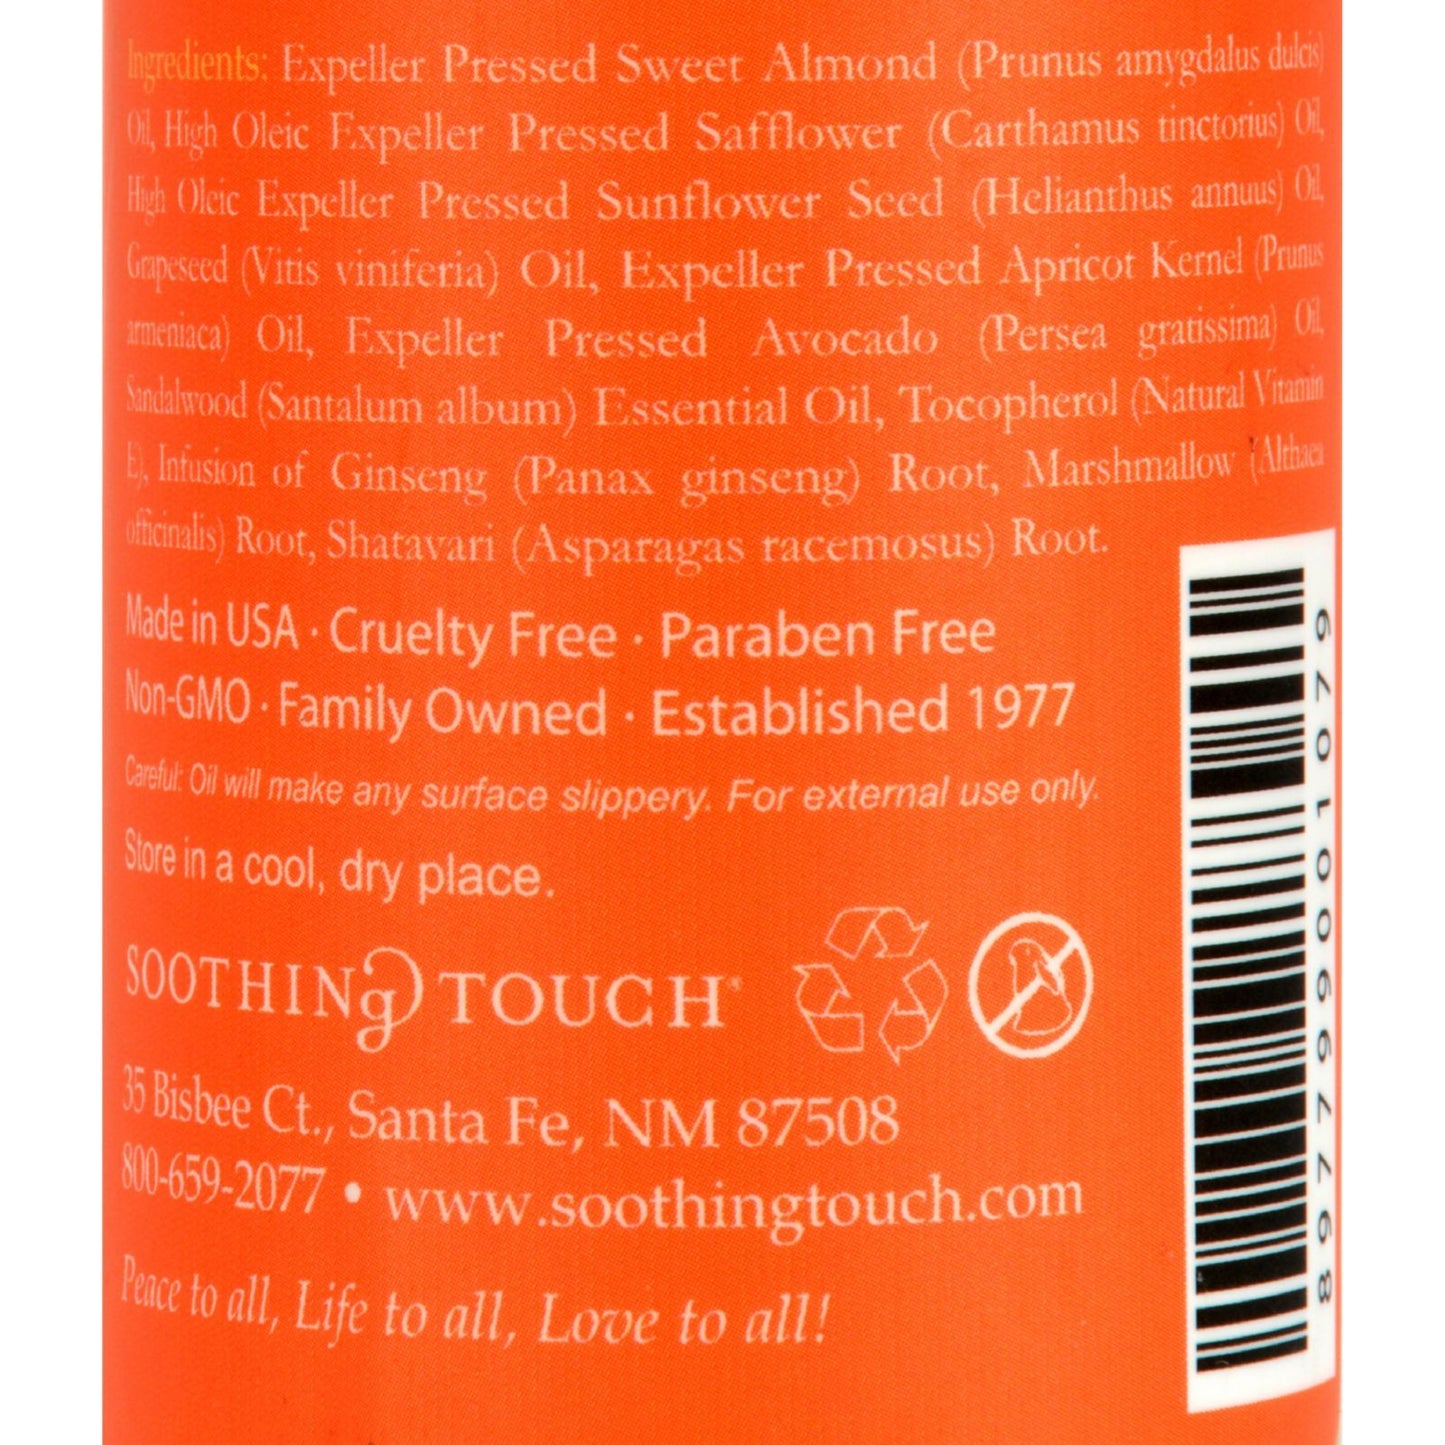 Ingredients: Expeller Pressed Sweet Almond (Prunus amygdalus dulcis)
Oil, High Oleic Expeller Pressed Safflower (Carthamus tinctorius) Oil,
High Oleic Expeller Pressed Sunflower Seed (Helianthus annuus) Oil,
Grapeseed (Vitis viniferia) Oil, Expeller Pressed Apricot Kernel (Prunus
armeniaca) Oil, Expeller Pressed Avocado (Persea gratissima) Oil,
Sandalwood (Santalum album) Essential Oil, Tocopherol (Natural Vitamin
E), Infusion of Ginseng (Panax ginseng) Root, Marshmallow (Althaea
officinalis) Root, Shatavari (Asparagas racemosus) Root.
Made in USA · Cruelty Free · Paraben Free
Non-GMO · Family Owned · Established 1977
Careful: Oil will make any surface slippery. For external use only.
Store in a cool, dry place.
SOOTHING TOUCH®
35 Bisbee Ct., Santa Fe, NM 87508
800-659-2077 • www.soothingtouch.com
Peace to all, Life to all, Love to all!